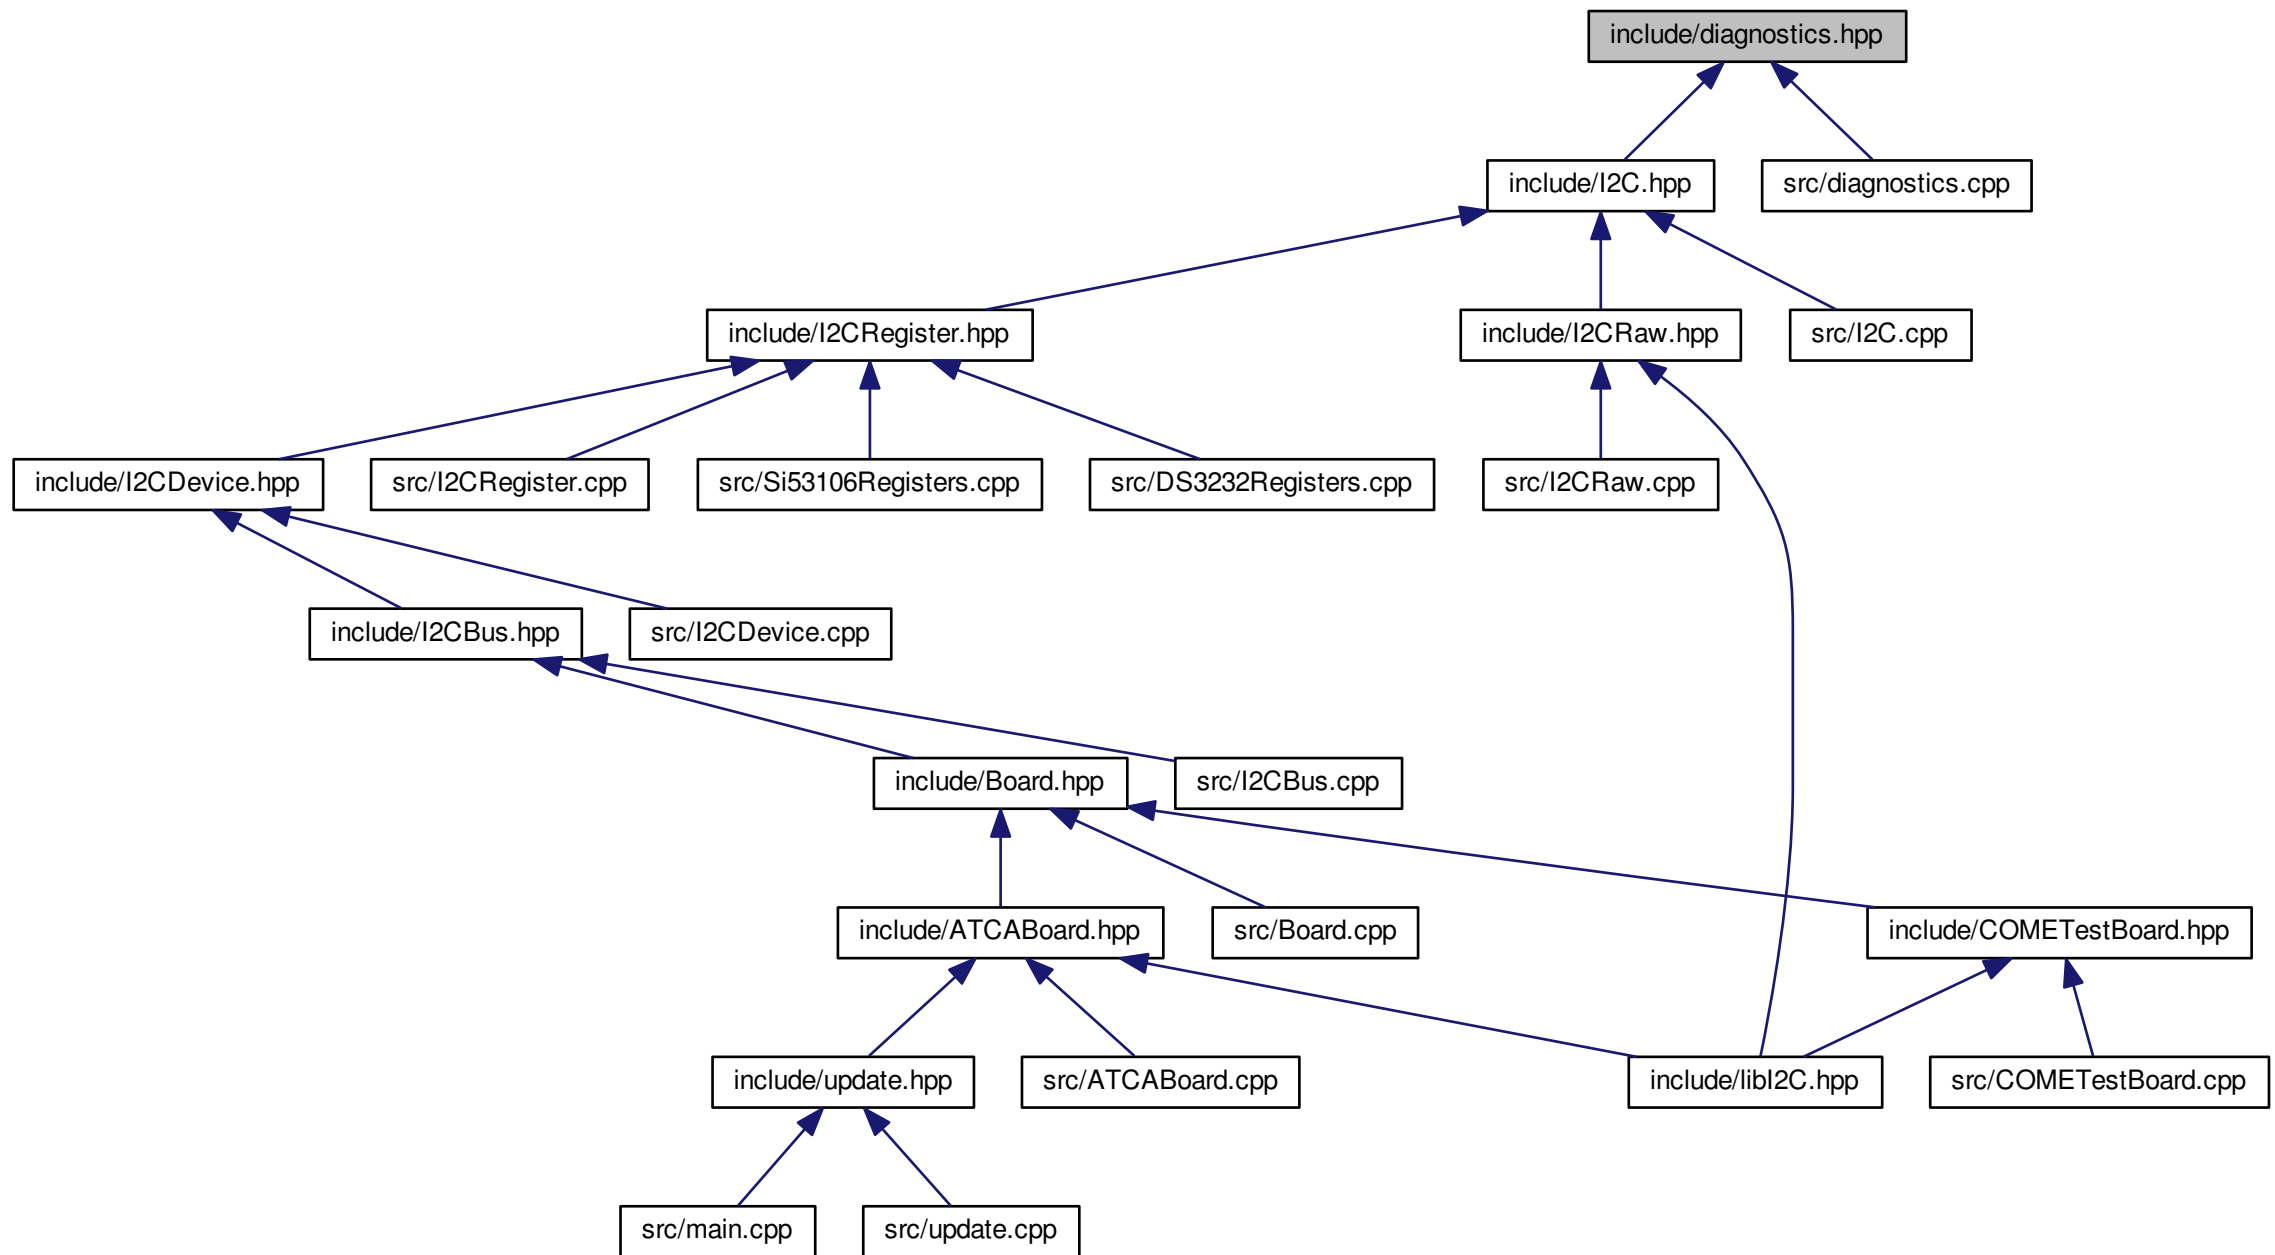 include/diagnostics.hpp
include/I2C.hpp
src/diagnostics.cpp
include/I2CRegister.hpp
include/I2CRaw.hpp
src/I2C.cpp
include/I2CDevice.hpp
src/I2CRegister.cpp
src/Si53106Registers.cpp
src/DS3232Registers.cpp
src/I2CRaw.cpp
include/I2CBus.hpp
src/I2CDevice.cpp
include/Board.hpp
src/I2CBus.cpp
include/ATCABoard.hpp
src/Board.cpp
include/COMETestBoard.hpp
include/update.hpp
src/ATCABoard.cpp
include/libI2C.hpp
src/COMETestBoard.cpp
src/main.cpp
src/update.cpp